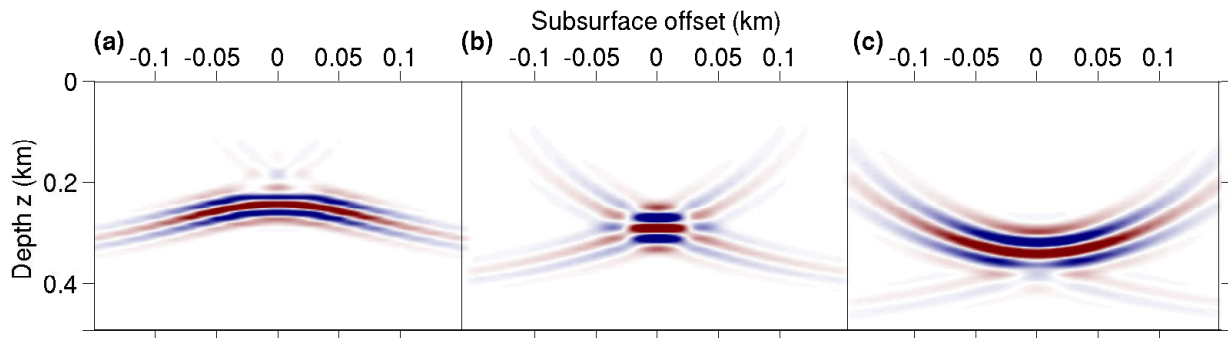 Subsurface offset (km)
(a) (b) (c)
-0.1 -0.05 0 0.05 0.1 -0.1 -0.05 0 0.05 0.1 -0.1 -0.05 0 0.05 0.1
0
0.2
0.4
Depth z (km)